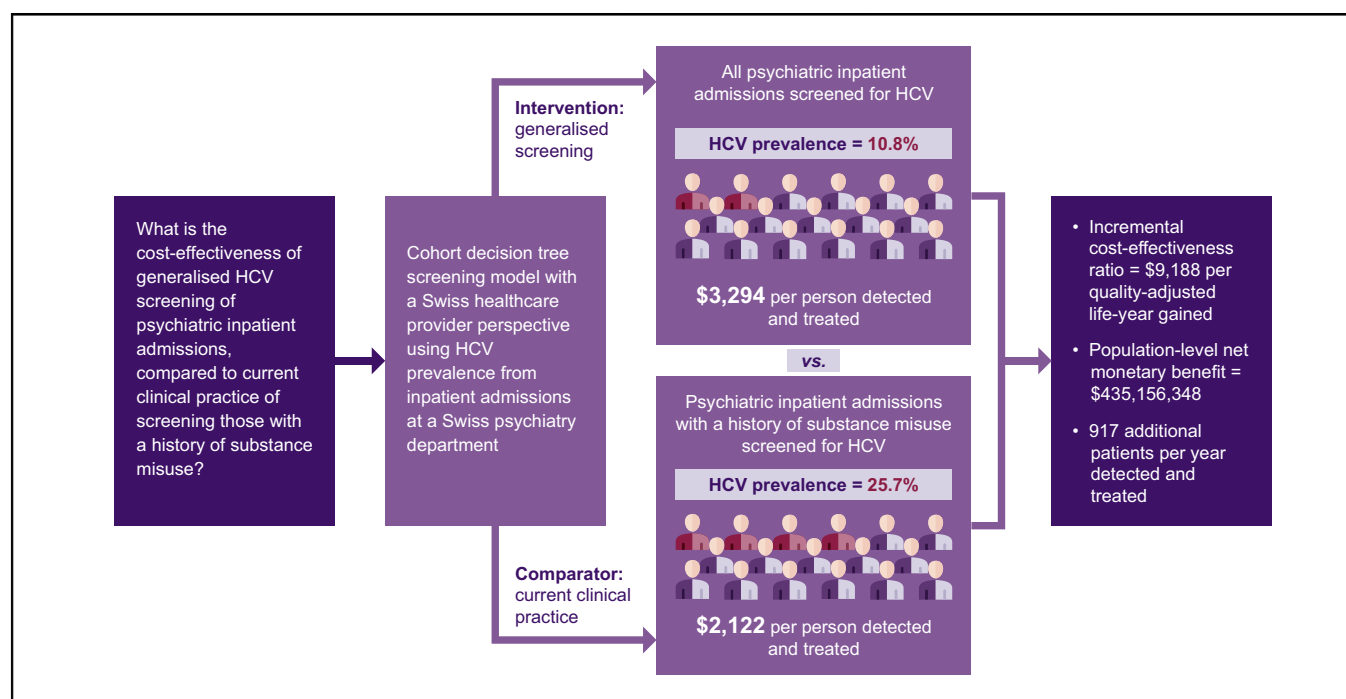 What is the
cost-effectiveness of
generalised HCV
screening of
psychiatric inpatient
admissions,
compared to current
clinical practice of
screening those with
a history of substance
misuse?
Cohort decision tree
screening model with
a Swiss healthcare
provider perspective
using HCV
prevalence from
inpatient admissions
at a Swiss psychiatry
department
Intervention:
generalised
screening
All psychiatric inpatient
admissions screened for HCV
HCV prevalence = 10.8%
$3,294 per person detected
and treated
vs.
Comparator:
current clinical
practice
Psychiatric inpatient admissions
with a history of substance misuse
screened for HCV
HCV prevalence = 25.7%
$2,122 per person detected
and treated
• Incremental
cost-effectiveness
ratio = $9,188 per
quality-adjusted
life-year gained
• Population-level net
monetary benefit =
$435,156,348
• 917 additional
patients per year
detected and
treated